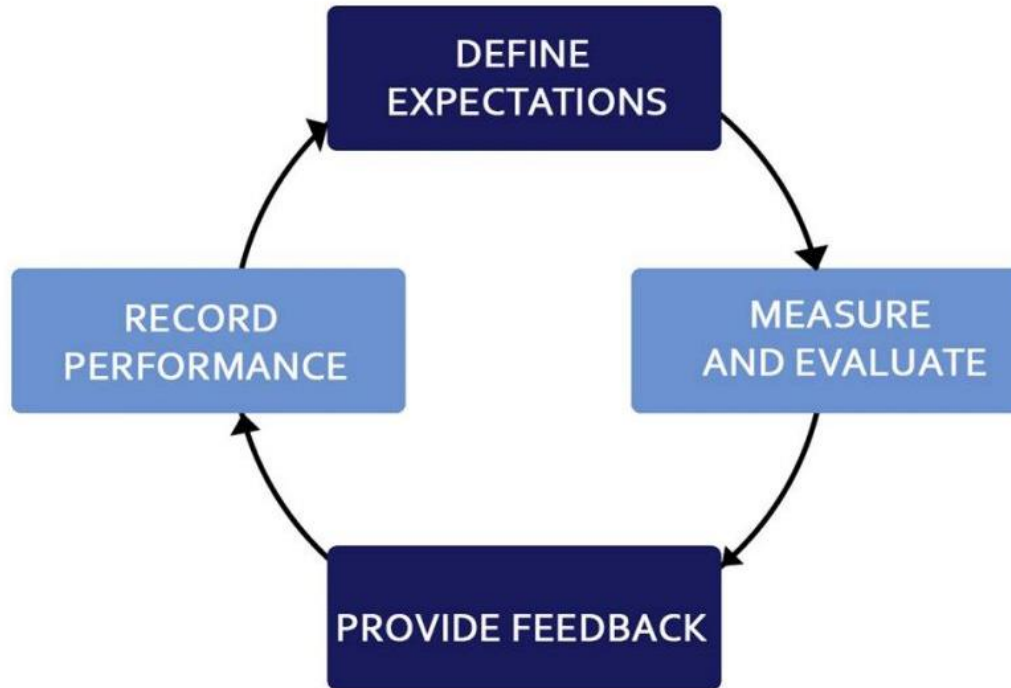 DEFINE
EXPECTATIONS
MEASURE
AND EVALUATE
PROVIDE FEEDBACK
RECORD
PERFORMANCE